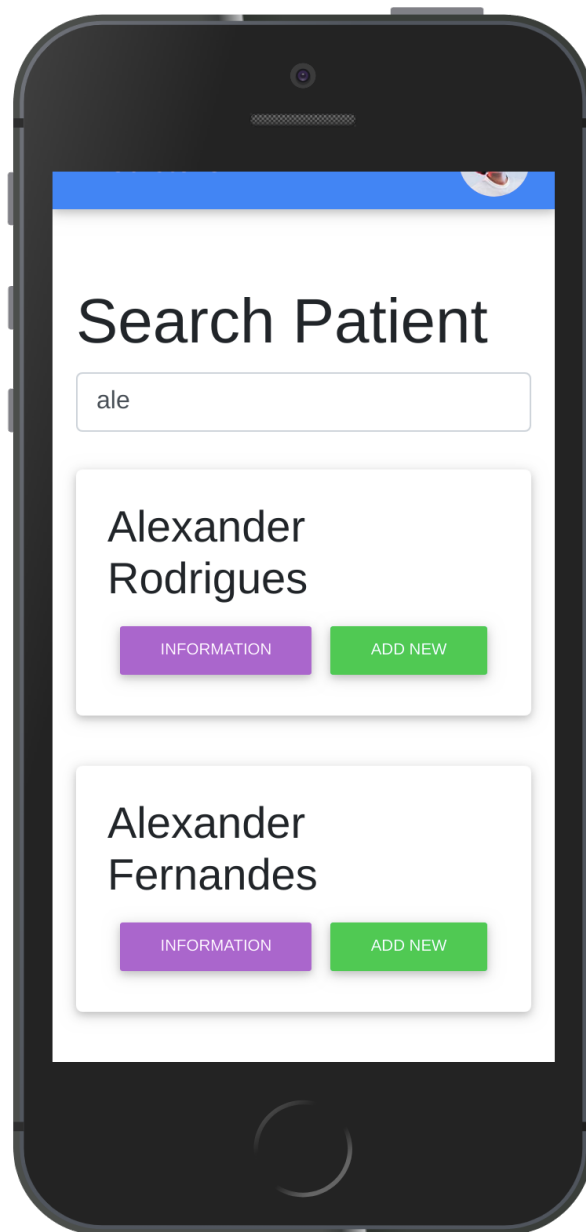 Search Patient
ale
Alexander
Rodrigues
INFORMATION
ADD NEW
Alexander
Fernandes
INFORMATION
ADD NEW